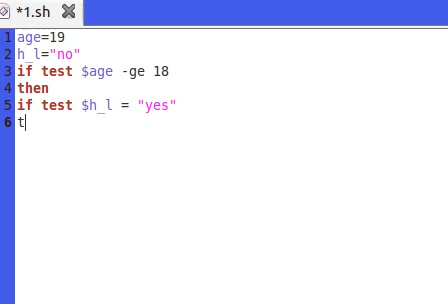 *1.sh
1 age=19
2 h_l="no"
3 if test $age -ge 18
4 then
5 if test $h_l = "yes"
6 t